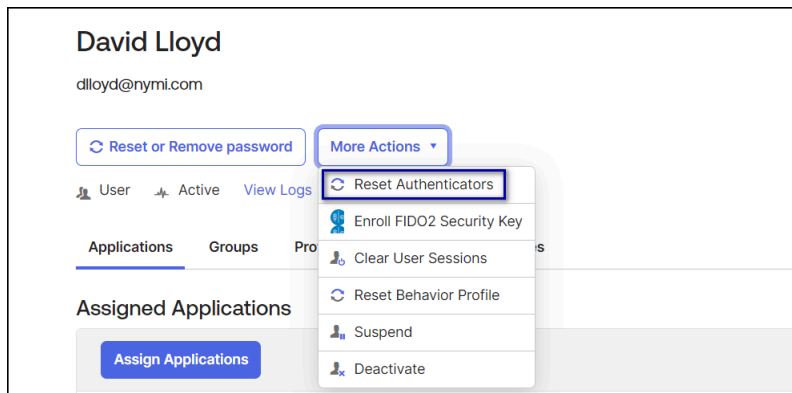 David Lloyd
dlloyd@nymi.com
Reset or Remove password
More Actions
User Active View Logs
Reset Authenticators
Enroll FIDO2 Security Key
Clear User Sessions
Reset Behavior Profile
Suspend
Deactivate
Applications Groups
Assigned Applications
Assign Applications